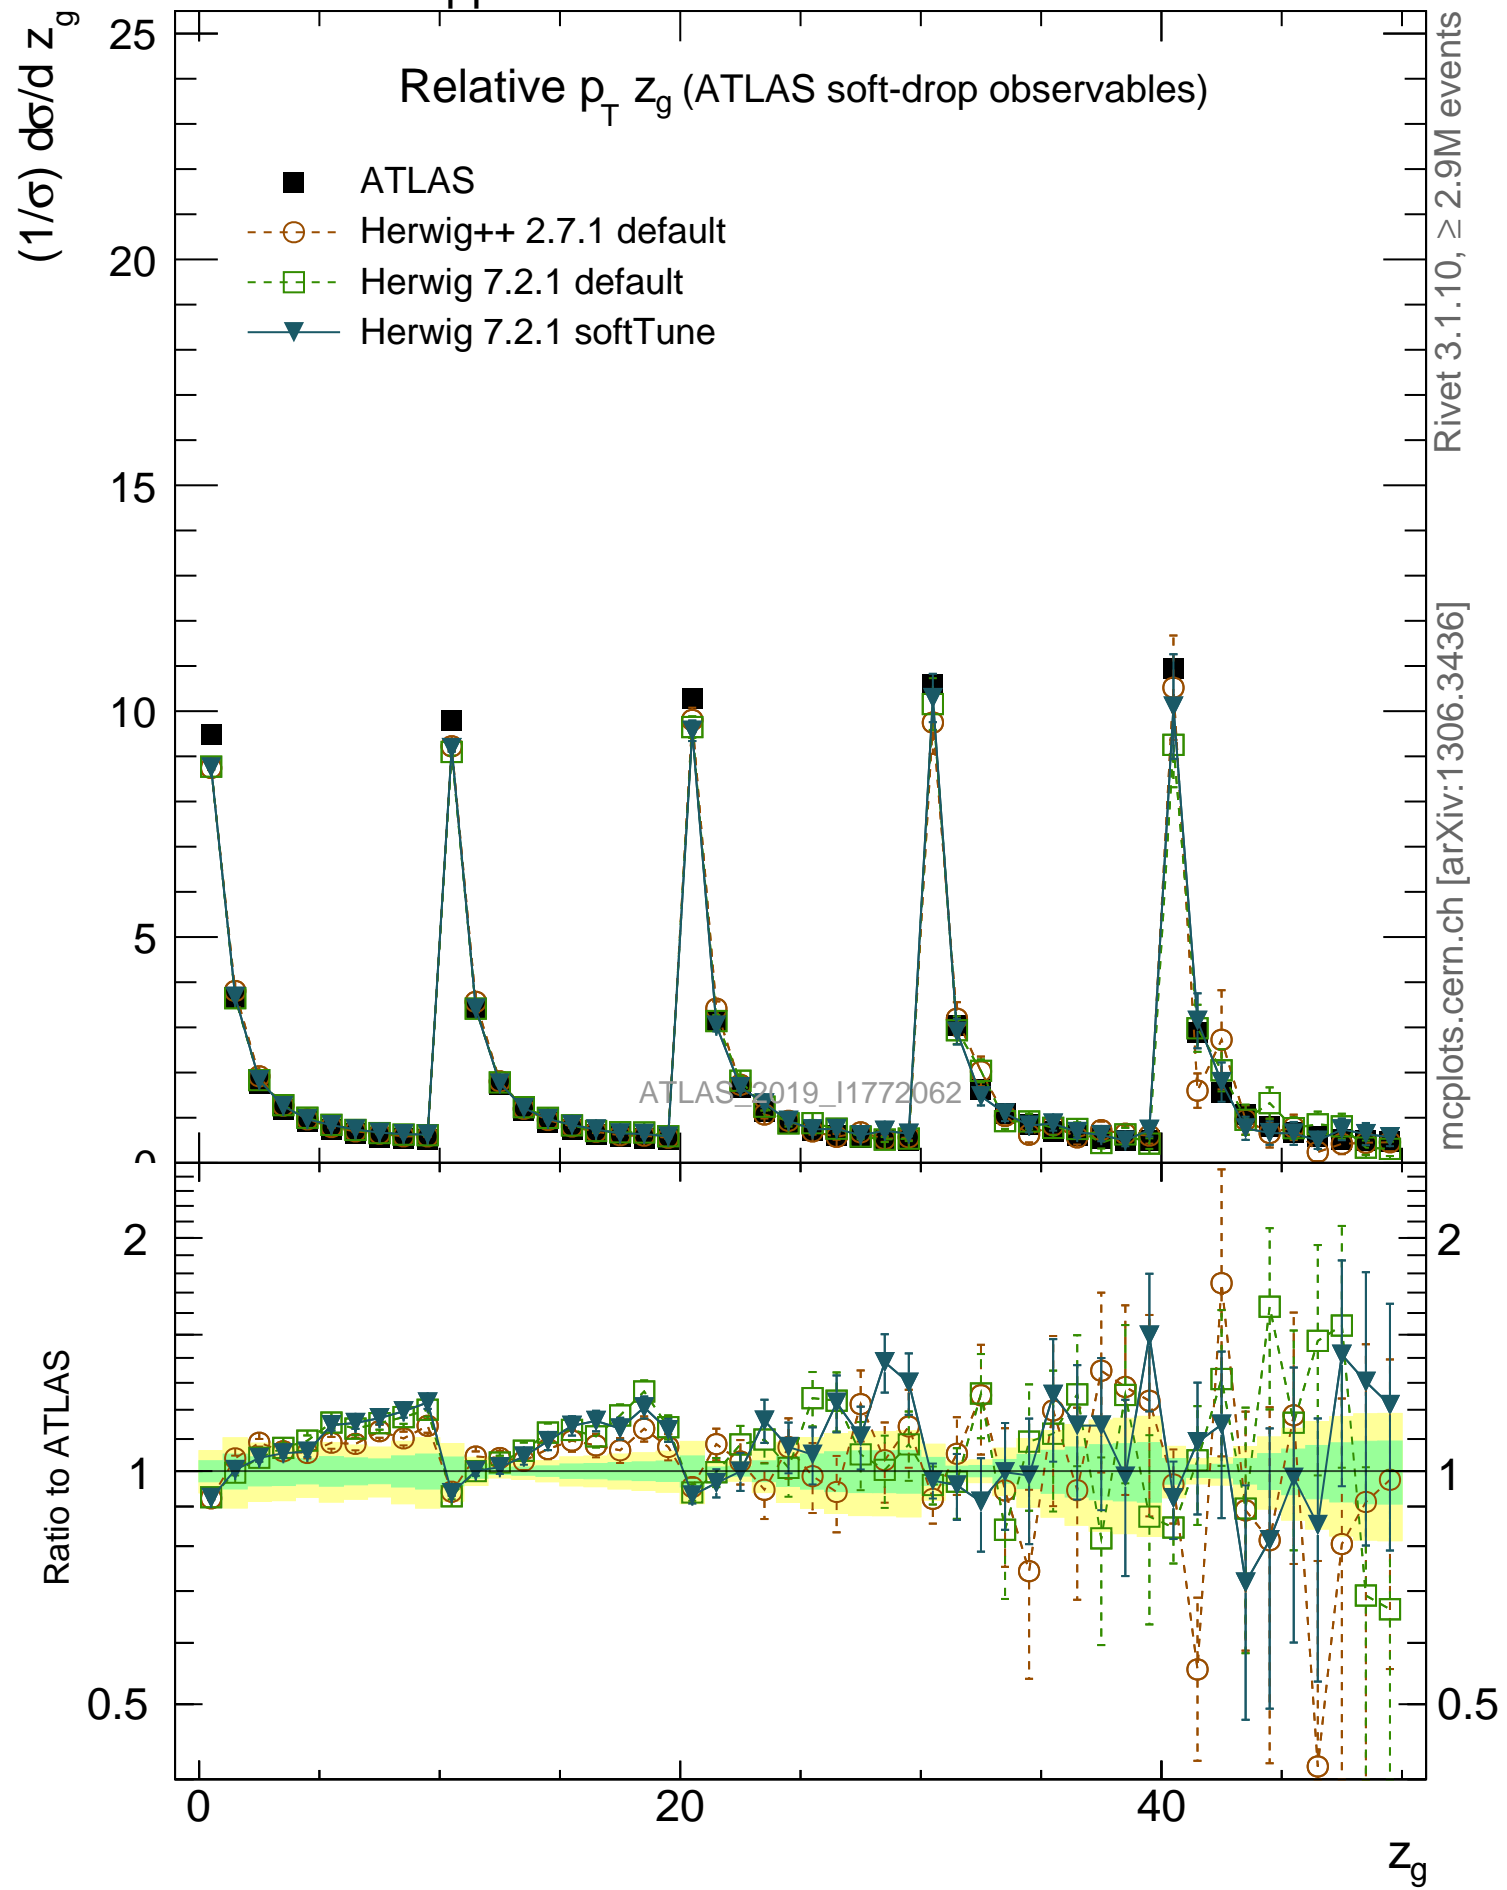 (1/σ) dσ/d z_g
25
Relative p_T z_g (ATLAS soft-drop observables)
ATLAS
Herwig++ 2.7.1 default
Herwig 7.2.1 default
Herwig 7.2.1 softTune
20
15
10
5
0
ATLAS_2019_I1772062
Rivet 3.1.10, ≥ 2.9M events
mcplots.cern.ch [arXiv:1306.3436]
Ratio to ATLAS
2
1
0.5
2
1
0.5
0
20
40
z_g